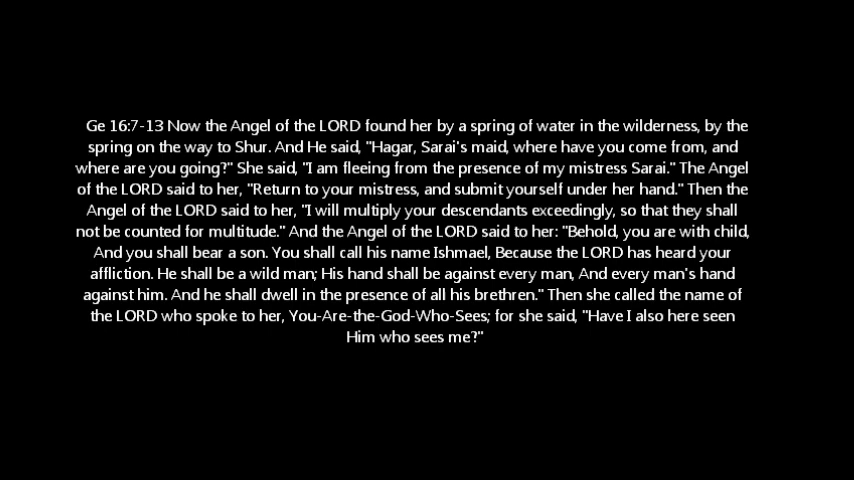 Ge 16:7-13 Now the Angel of the LORD found her by a spring of water in the wilderness, by the
spring on the way to Shur. And He said, "Hagar, Sarai's maid, where have you come from, and
where are you going?" She said, "I am fleeing from the presence of my mistress Sarai." The Angel
of the LORD said to her, "Return to your mistress, and submit yourself under her hand." Then the
Angel of the LORD said to her, "I will multiply your descendants exceedingly, so that they shall
not be counted for multitude." And the Angel of the LORD said to her: "Behold, you are with child,
And you shall bear a son. You shall call his name Ishmael, Because the LORD has heard your
affliction. He shall be a wild man; His hand shall be against every man, And every man's hand
against him. And he shall dwell in the presence of all his brethren." Then she called the name of
the LORD who spoke to her, You-Are-the-God-Who-Sees; for she said, "Have I also here seen
Him who sees me?"